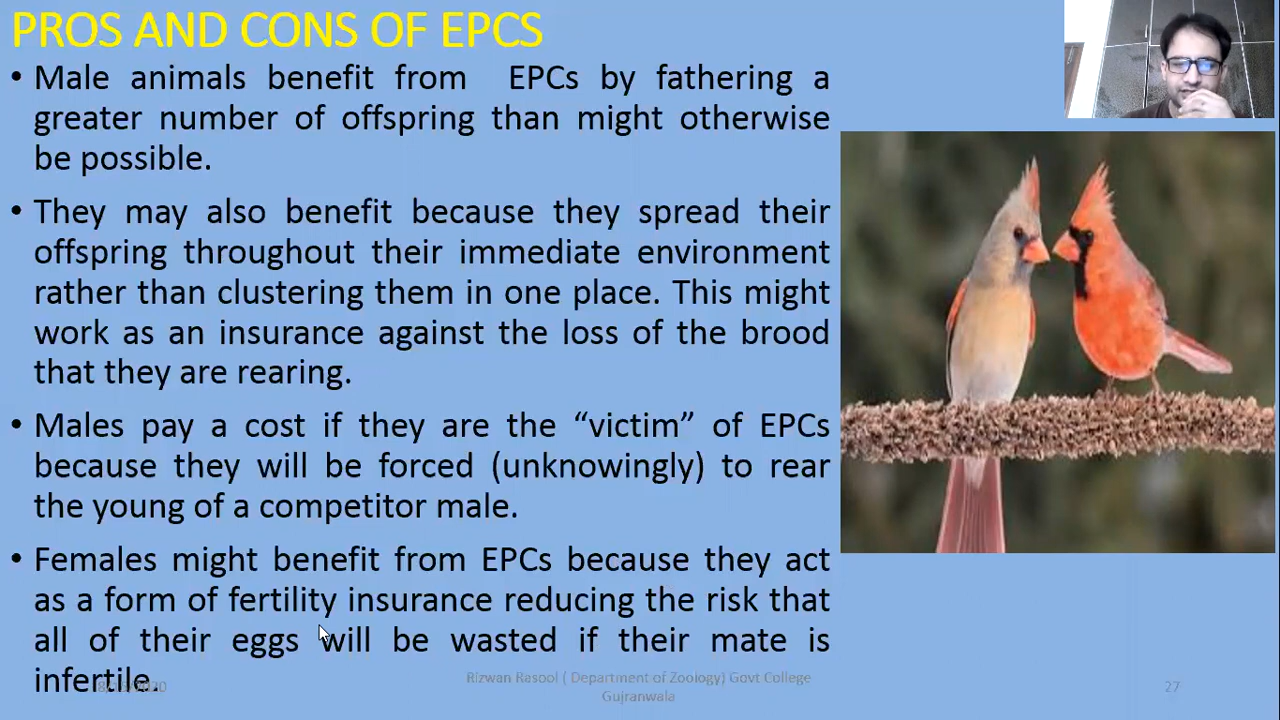 PROS AND CONS OF EPCS
• Male animals benefit from EPCs by fathering a
greater number of offspring than might otherwise
be possible.
• They may also benefit because they spread their
offspring throughout their immediate environment
rather than clustering them in one place. This might
work as an insurance against the loss of the brood
that they are rearing.
• Males pay a cost if they are the “victim” of EPCs
because they will be forced (unknowingly) to rear
the young of a competitor male.
• Females might benefit from EPCs because they act
as a form of fertility insurance reducing the risk that
all of their eggs will be wasted if their mate is
infertile.
Rizwan Rasool ( Department of Zoology) Govt College
Gujranwala
27